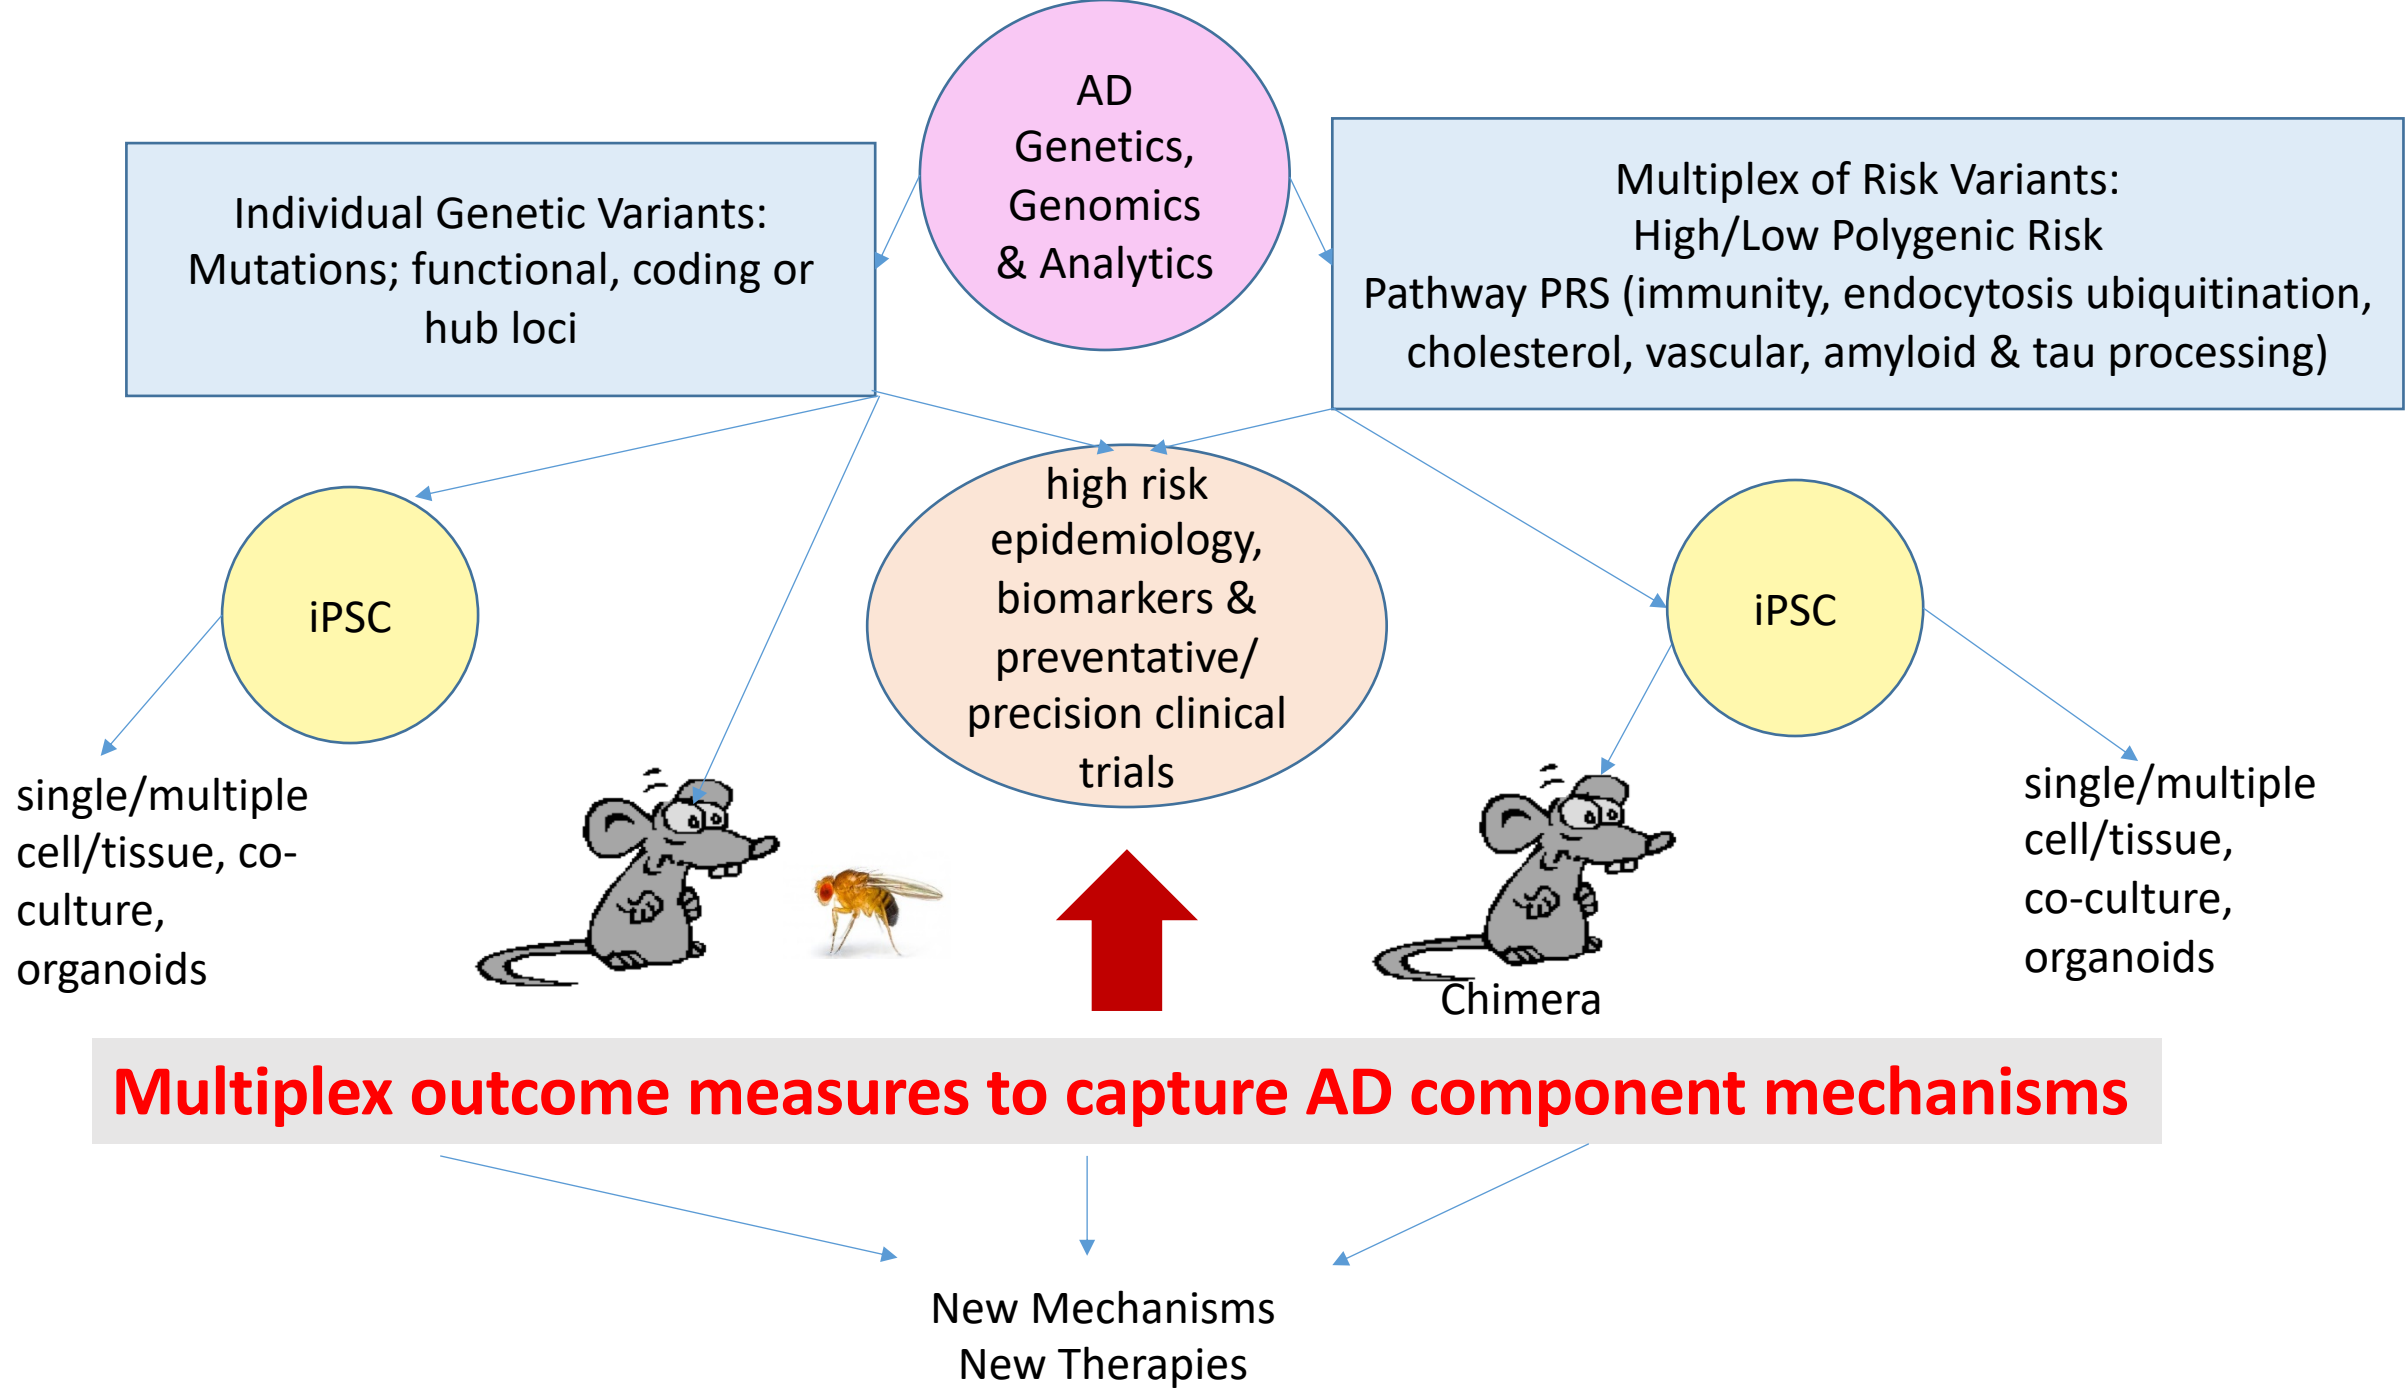 AD
Genetics,
Genomics
& Analytics
Individual Genetic Variants:
Mutations; functional, coding or
hub loci
Multiplex of Risk Variants:
High/Low Polygenic Risk
Pathway PRS (immunity, endocytosis ubiquitination,
cholesterol, vascular, amyloid & tau processing)
iPSC
high risk
epidemiology,
biomarkers &
preventative/
precision clinical
trials
iPSC
single/multiple
cell/tissue, co-
culture,
organoids
Chimera
single/multiple
cell/tissue,
co-culture,
organoids
Multiplex outcome measures to capture AD component mechanisms
New Mechanisms
New Therapies